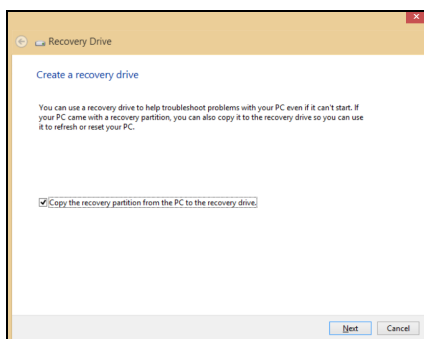 Recovery Drive
Create a recovery drive
You can use a recovery drive to help troubleshoot problems with your PC even if it can't start. If
your PC came with a recovery partition, you can also copy it to the recovery drive so you can use
it to refresh or reset your PC.
Copy the recovery partition from the PC to the recovery drive.
Next Cancel